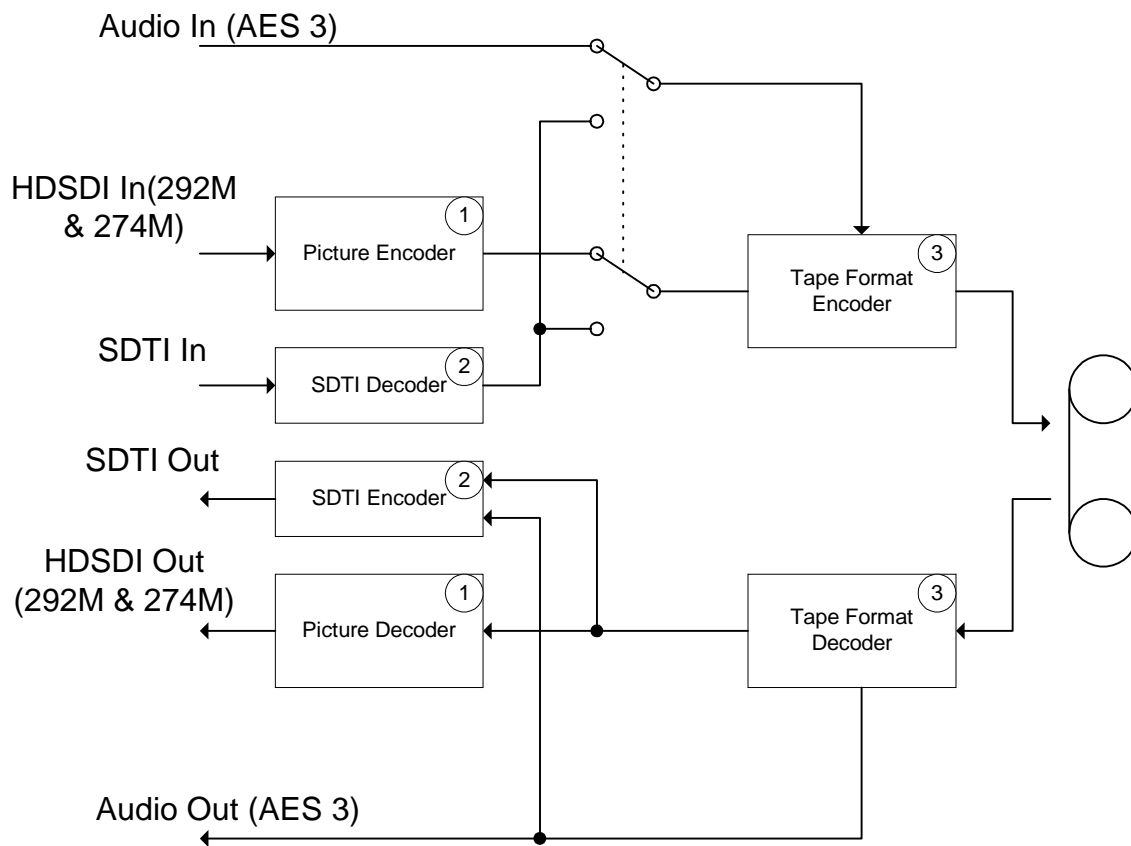 Audio In (AES 3)
HDSDI In(292M
& 274M)
1
Picture Encoder
3
Tape Format
Encoder
SDTI In
2
SDTI Decoder
SDTI Out
2
SDTI Encoder
HDSDI Out
(292M & 274M)
1
Picture Decoder
3
Tape Format
Decoder
Audio Out (AES 3)